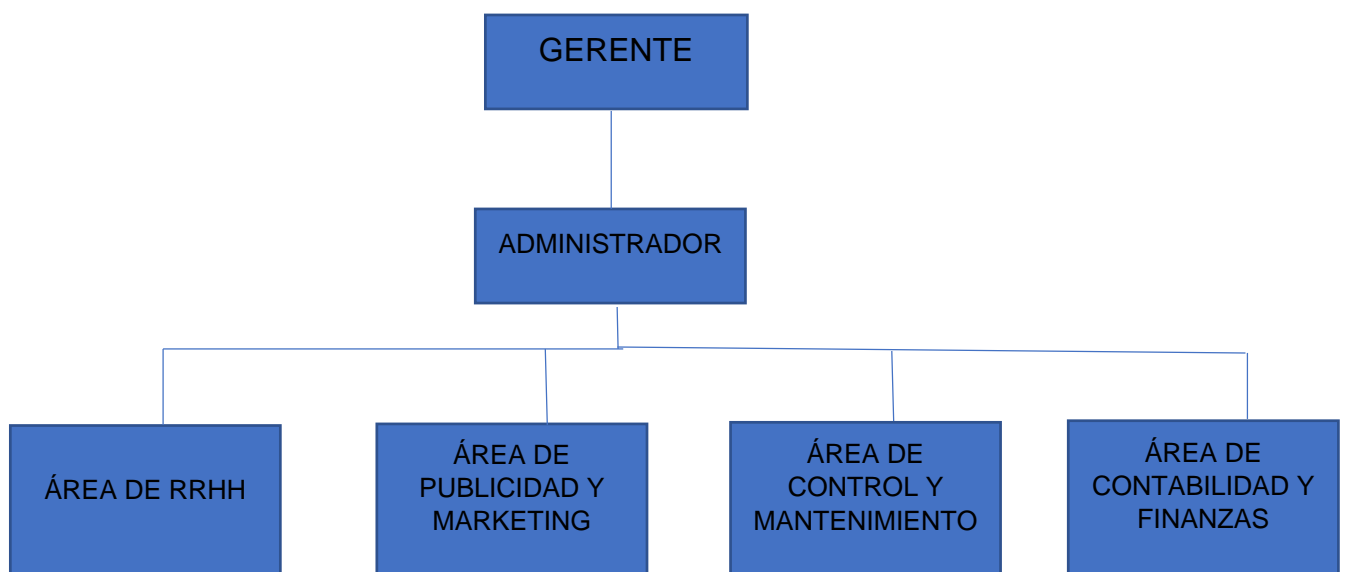 GERENTE
ADMINISTRADOR
ÁREA DE RRHH
ÁREA DE
PUBLICIDAD Y
MARKETING
ÁREA DE
CONTROL Y
MANTENIMIENTO
ÁREA DE
CONTABILIDAD Y
FINANZAS